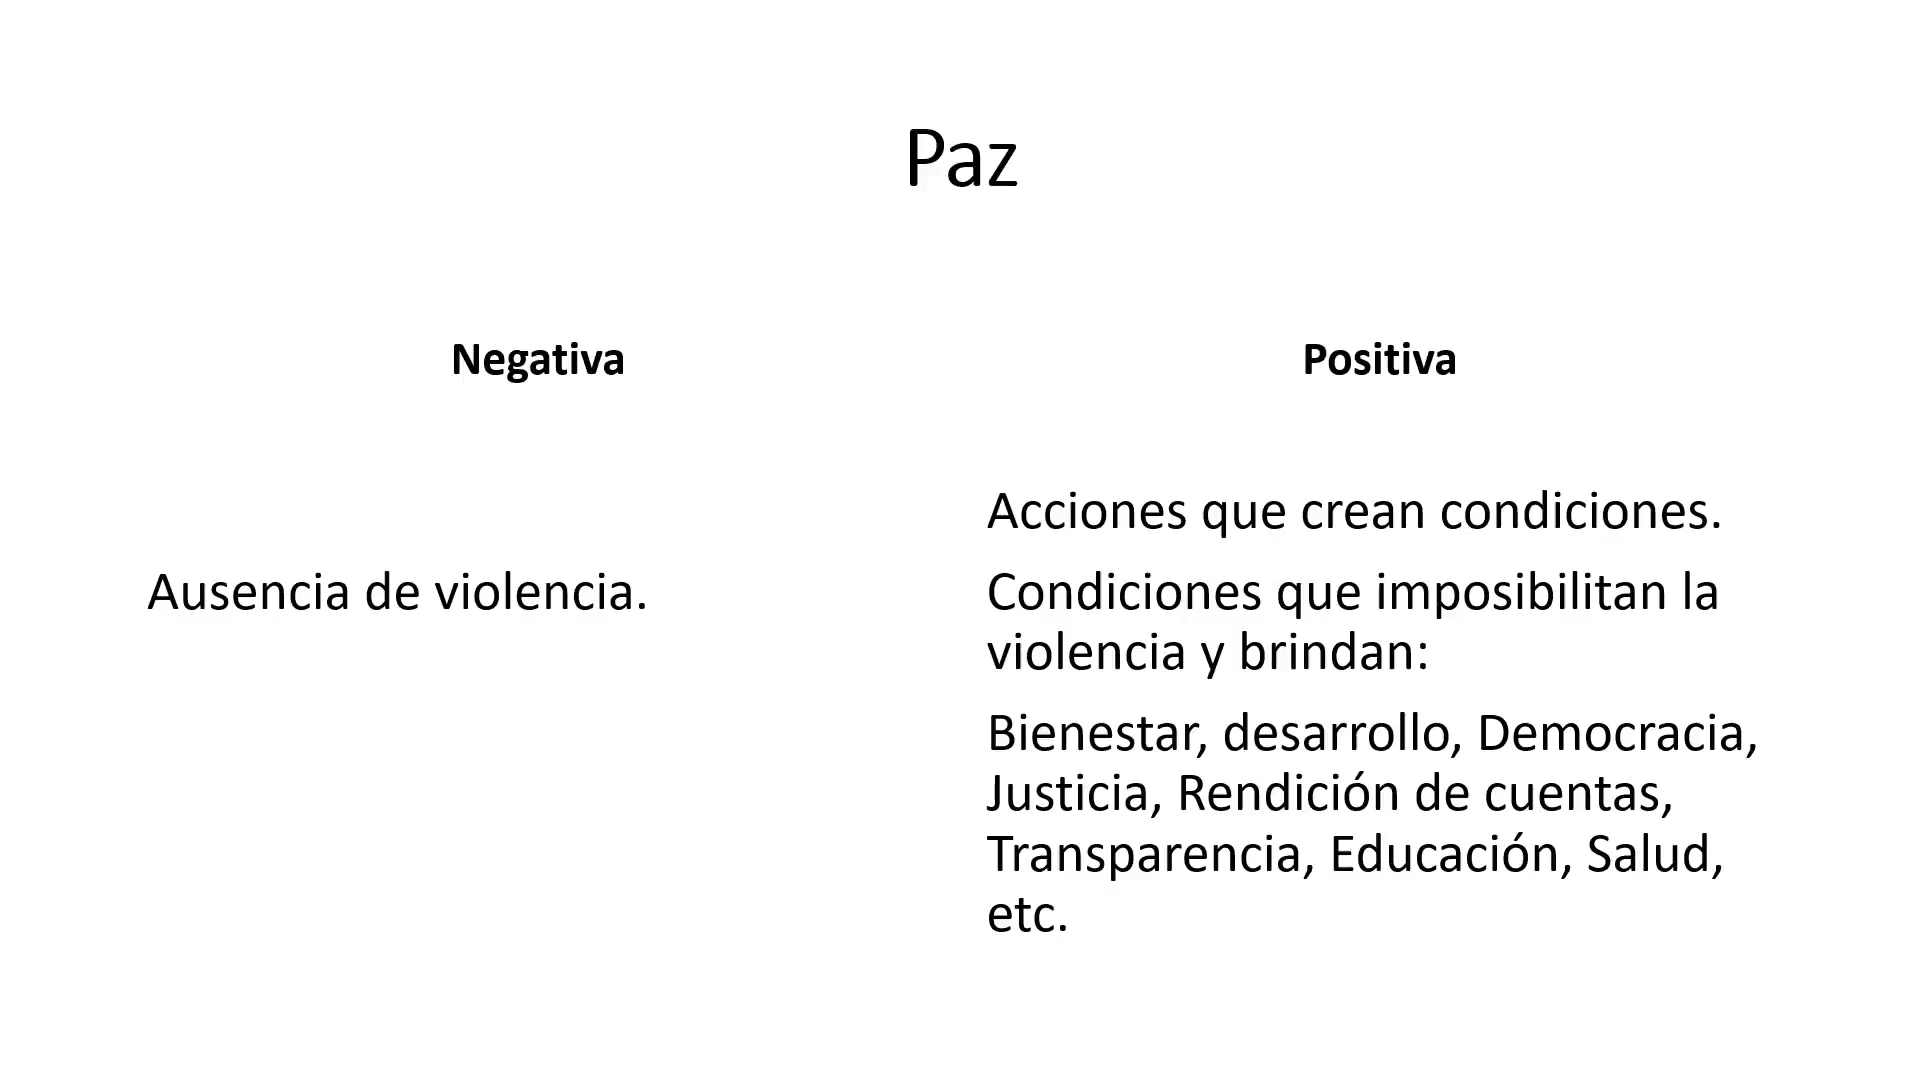 Paz
Negativa
Ausencia de violencia.
Positiva
Acciones que crean condiciones.
Condiciones que imposibilitan la
violencia y brindan:
Bienestar, desarrollo, Democracia,
Justicia, Rendición de cuentas,
Transparencia, Educación, Salud,
etc.